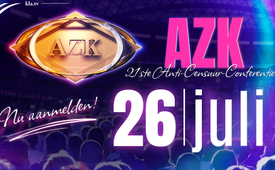 kla.tv
AZK
AZK
21ste Anti-Censuur-Conferentie
Nu aanmelden!
26 juli